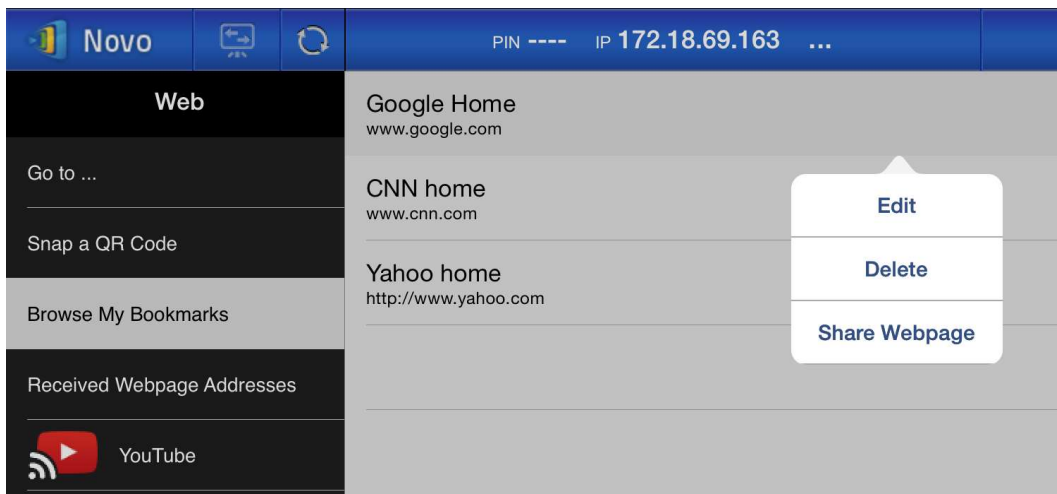 Novo
PIN ---- IP 172.18.69.163 ...
Web
Go to ...
Snap a QR Code
Browse My Bookmarks
Received Webpage Addresses
YouTube
Google Home
www.google.com
CNN home
www.cnn.com
Yahoo home
http://www.yahoo.com
Edit
Delete
Share Webpage